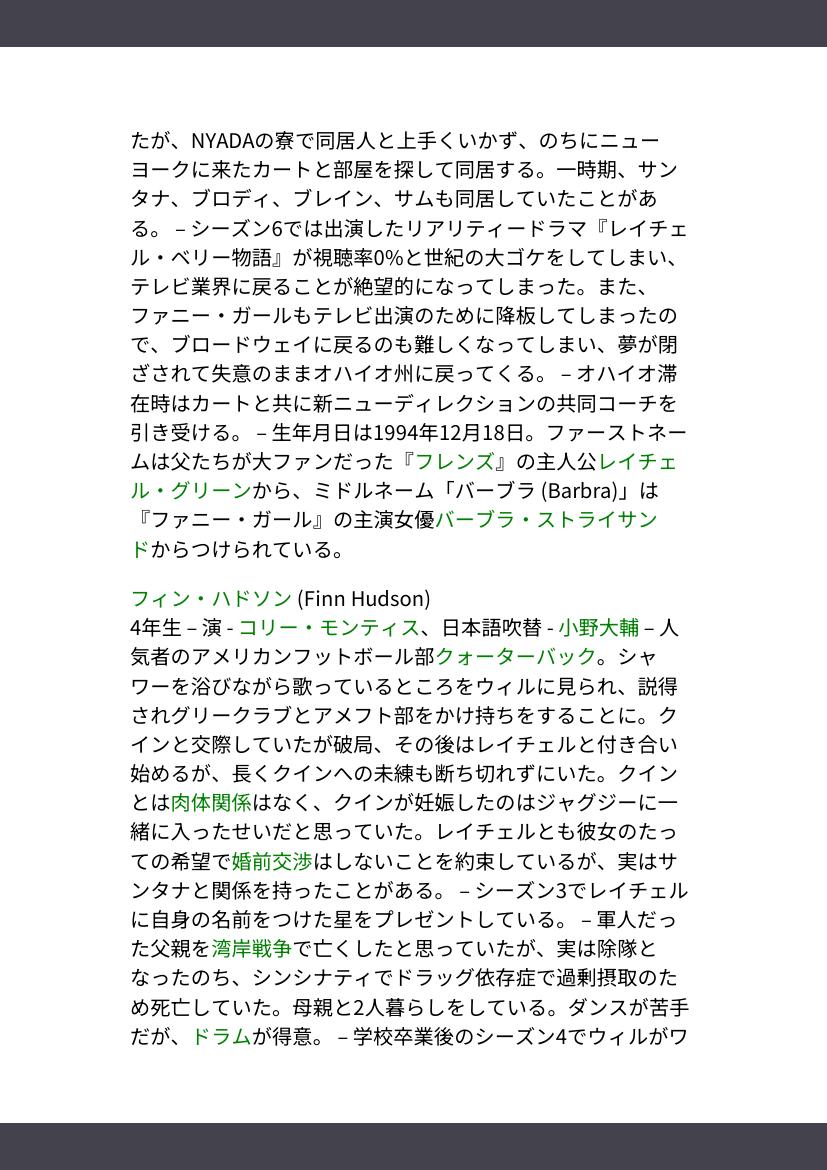 たが、NYADAの寮で同居人と上手くいかず、のちにニュー
ヨークに来たカートと部屋を探して同居する。一時期、サン
タナ、ブロディ、ブレイン、サムも同居していたことがあ
る。 – シーズン6では出演したリアリティードラマ『レイチェ
ル・ベリー物語』が視聴率0%と世紀の大ゴケをしてしまい、
テレビ業界に戻ることが絶望的になってしまった。また、
ファニー・ガールもテレビ出演のために降板してしまったの
で、ブロードウェイに戻るのも難しくなってしまい、夢が閉
ざされて失意のままオハイオ州に戻ってくる。 – オハイオ滞
在時はカートと共に新ニューディレクションの共同コーチを
引き受ける。 – 生年月日は1994年12月18日。ファーストネー
ムは父たちが大ファンだった『フレンズ』の主人公レイチェ
ル・グリーンから、ミドルネーム「バーブラ (Barbra)」は
『ファニー・ガール』の主演女優バーブラ・ストライサン
ドからつけられている。
フィン・ハドソン (Finn Hudson)
4年生 – 演 - コリー・モンティス、日本語吹替 - 小野大輔 – 人
気者のアメリカンフットボール部クォーターバック。シャ
ワーを浴びながら歌っているところをウィルに見られ、説得
されグリークラブとアメフト部をかけ持ちをすることに。ク
インと交際していたが破局、その後はレイチェルと付き合い
始めるが、長くクインへの未練も断ち切れずにいた。クイン
とは肉体関係はなく、クインが妊娠したのはジャグジーに一
緒に入ったせいだと思っていた。レイチェルとも彼女のたっ
ての希望で婚前交渉はしないことを約束しているが、実はサ
ンタナと関係を持ったことがある。 – シーズン3でレイチェル
に自身の名前をつけた星をプレゼントしている。 – 軍人だっ
た父親を湾岸戦争で亡くしたと思っていたが、実は除隊と
なったのち、シンシナティでドラッグ依存症で過剰摂取のた
め死亡していた。母親と2人暮らしをしている。ダンスが苦手
だが、ドラムが得意。 – 学校卒業後のシーズン4でウィルがワ